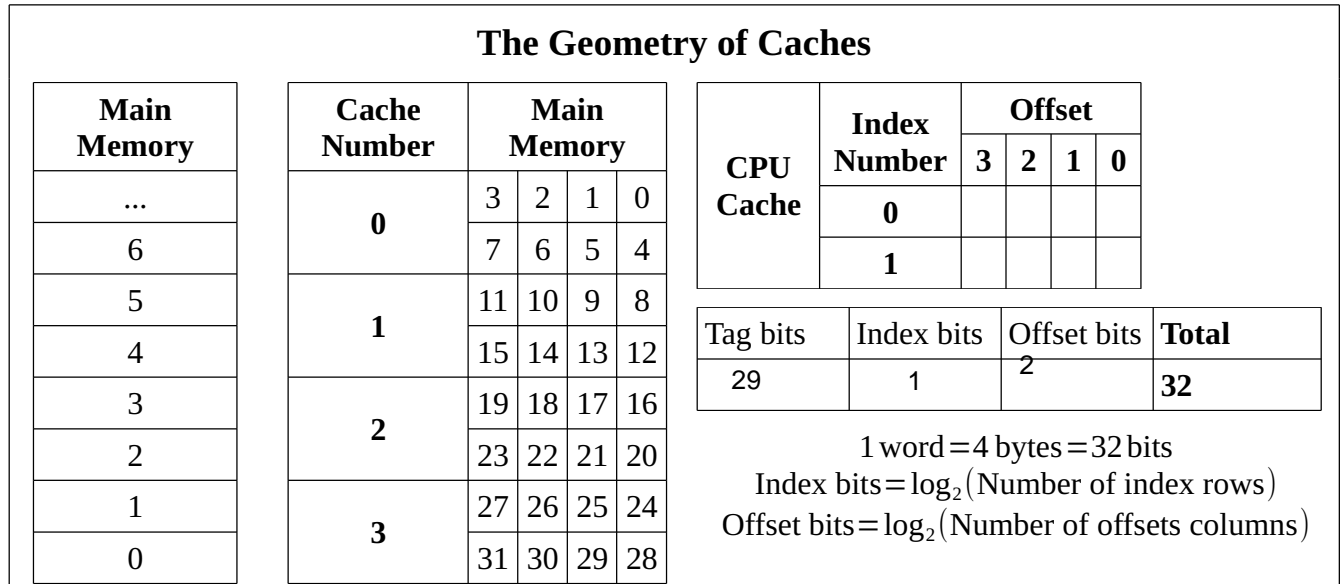 The Geometry of Caches
Main
Memory
...
6
5
4
3
2
1
0
Cache
Number
Main
Memory
0
3 2 1 0
7 6 5 4
1
11 10 9 8
15 14 13 12
2
19 18 17 16
23 22 21 20
3
27 26 25 24
31 30 29 28
CPU
Cache
Index
Number
Offset
3 2 1 0
0
1
Tag bits Index bits Offset bits Total
29 1 2 32
1 word=4 bytes=32 bits
Index bits=log₂(Number of index rows)
Offset bits=log₂(Number of offsets columns)